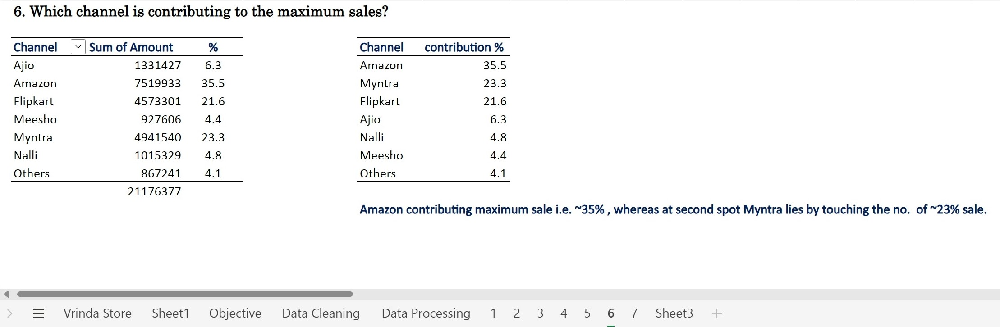 6. Which channel is contributing to the maximum sales?
Channel Sum of Amount %
Ajio 1331427 6.3
Amazon 7519933 35.5
Flipkart 4573301 21.6
Meesho 927606 4.4
Myntra 4941540 23.3
Nalli 1015329 4.8
Others 867241 4.1
21176377
Channel contribution %
Amazon 35.5
Myntra 23.3
Flipkart 21.6
Ajio 6.3
Nalli 4.8
Meesho 4.4
Others 4.1
Amazon contributing maximum sale i.e. ~35% , whereas at second spot Myntra lies by touching the no. of ~23% sale.
Vrinda Store Sheet1 Objective Data Cleaning Data Processing 1 2 3 4 5 6 7 Sheet3